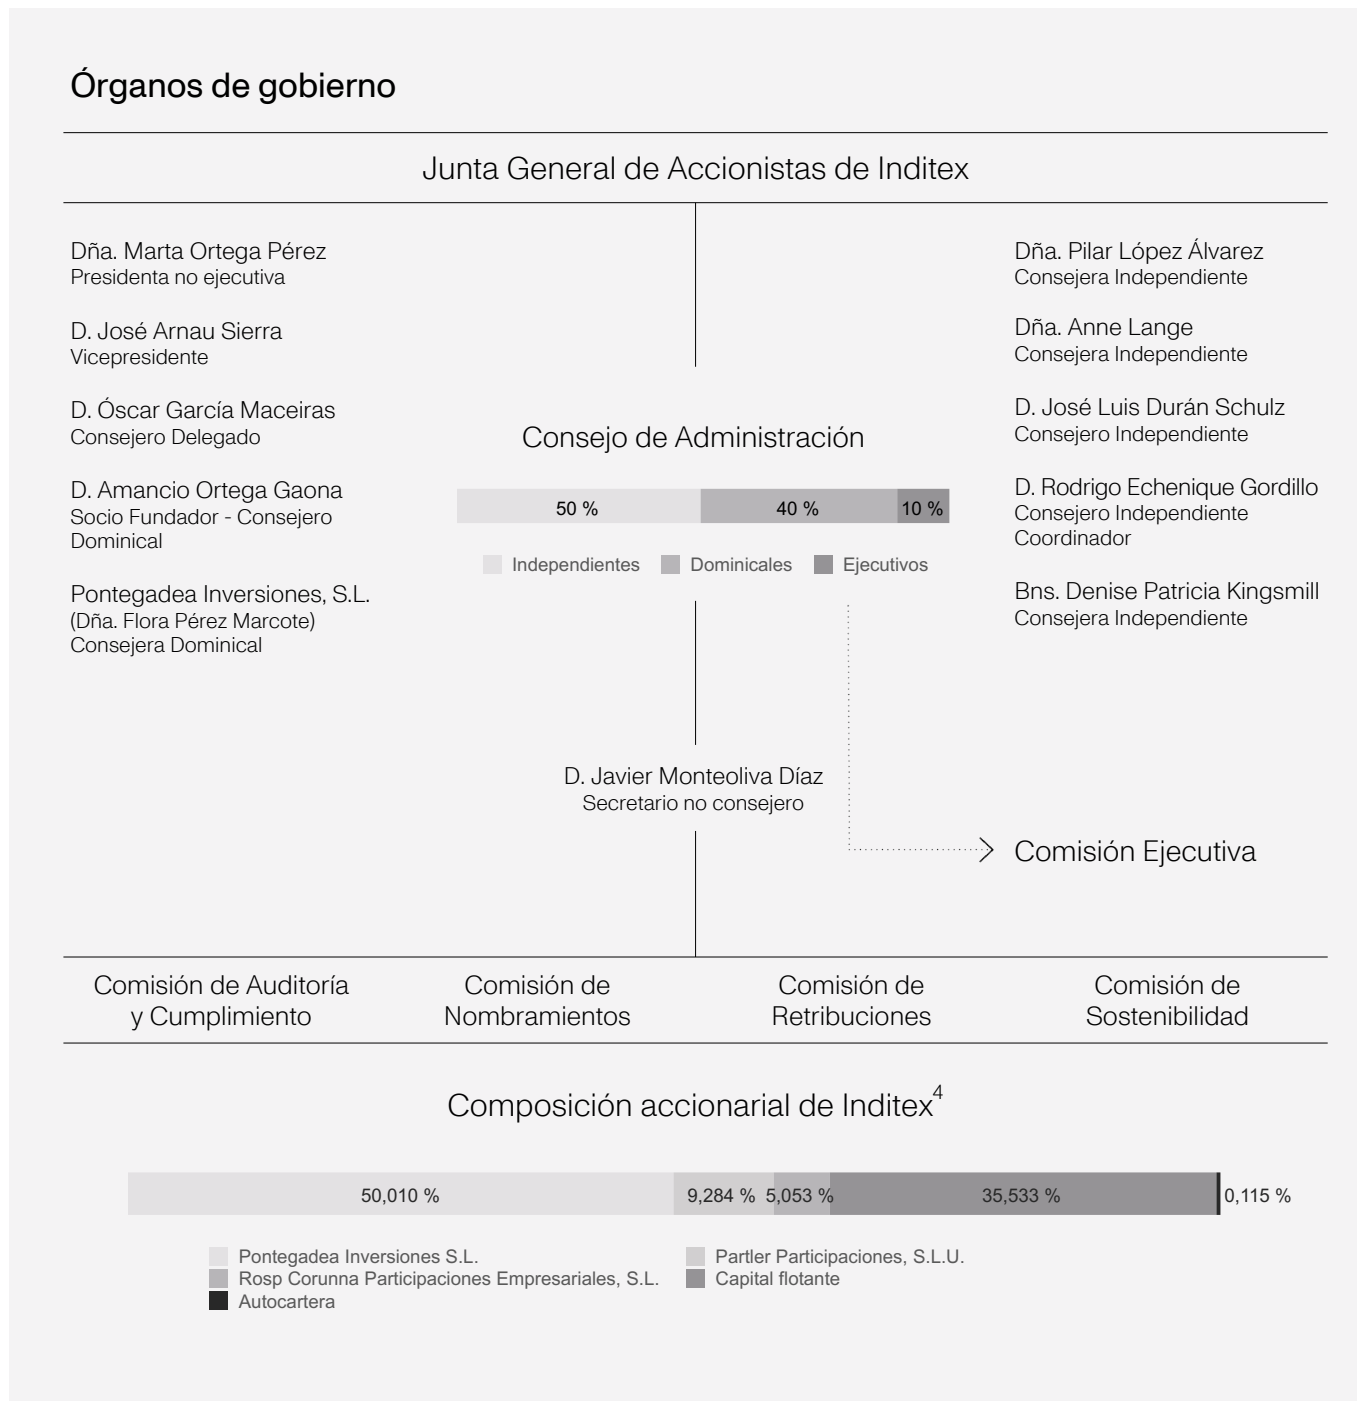 Órganos de gobierno
Junta General de Accionistas de Inditex
Dña. Marta Ortega Pérez
Presidenta no ejecutiva
D. José Arnau Sierra
Vicepresidente
D. Óscar García Maceiras
Consejero Delegado
D. Amancio Ortega Gaona
Socio Fundador - Consejero
Dominical
Pontegadea Inversiones, S.L.
(Dña. Flora Pérez Marcote)
Consejera Dominical
Consejo de Administración
50 % 40 % 10 %
Independientes Dominicales Ejecutivos
Dña. Pilar López Álvarez
Consejera Independiente
Dña. Anne Lange
Consejera Independiente
D. José Luis Durán Schulz
Consejero Independiente
D. Rodrigo Echenique Gordillo
Consejero Independiente
Coordinador
Bns. Denise Patricia Kingsmill
Consejera Independiente
D. Javier Monteoliva Díaz
Secretario no consejero
Comisión Ejecutiva
Comisión de Auditoría
y Cumplimiento
Comisión de
Nombramientos
Comisión de
Retribuciones
Comisión de
Sostenibilidad
Composición accionarial de Inditex4
50,010 % 9,284 % 5,053 % 35,533 % 0,115 %
Pontegadea Inversiones S.L. Partler Participaciones, S.L.U.
Rosp Corunna Participaciones Empresariales, S.L. Capital flotante
Autocartera